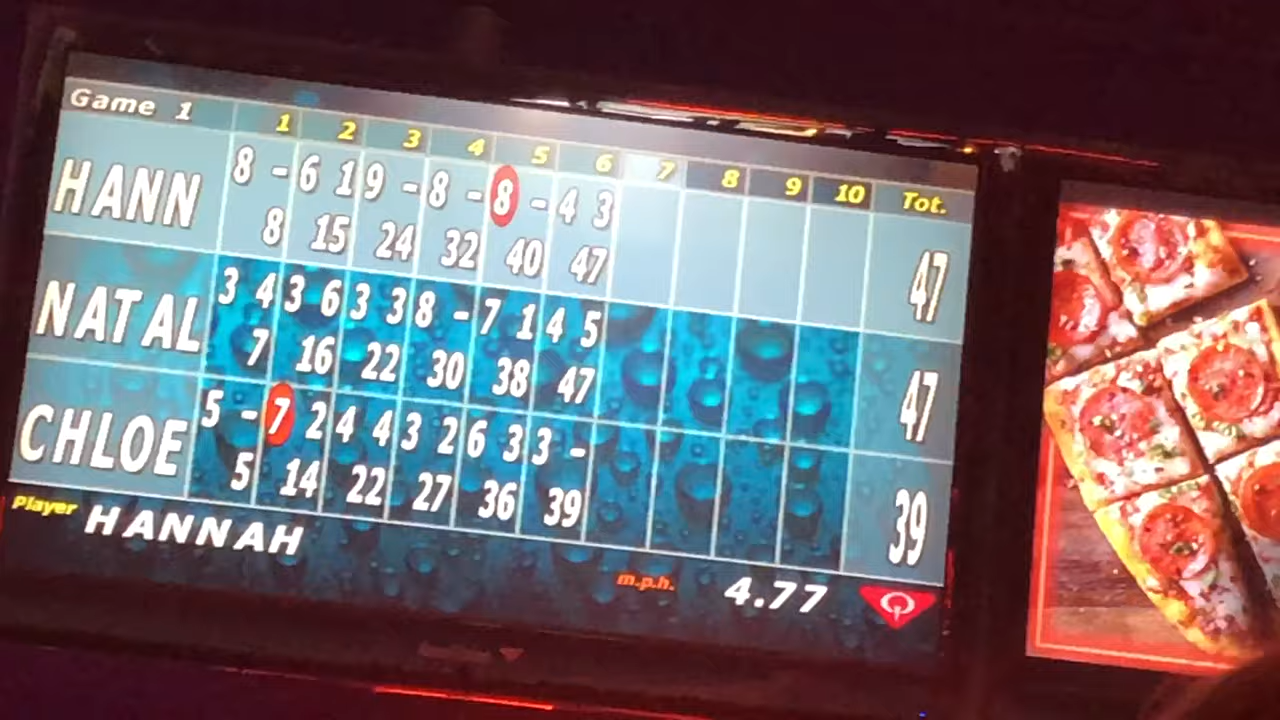 Game 1 1 2 3 4 5 6 7 8 9 10 Tot.
HANN 8 - 6 1 9 - 8 - 8 - 4 3
8 15 24 32 40 47 47
NATAL 3 4 3 6 3 3 8 - 7 1 4 5
7 16 22 30 38 47 47
CHLOE 5 - 7 2 4 4 3 2 6 3 3 -
5 14 22 27 36 39 39
Player HANNAH
m.p.h. 4.77